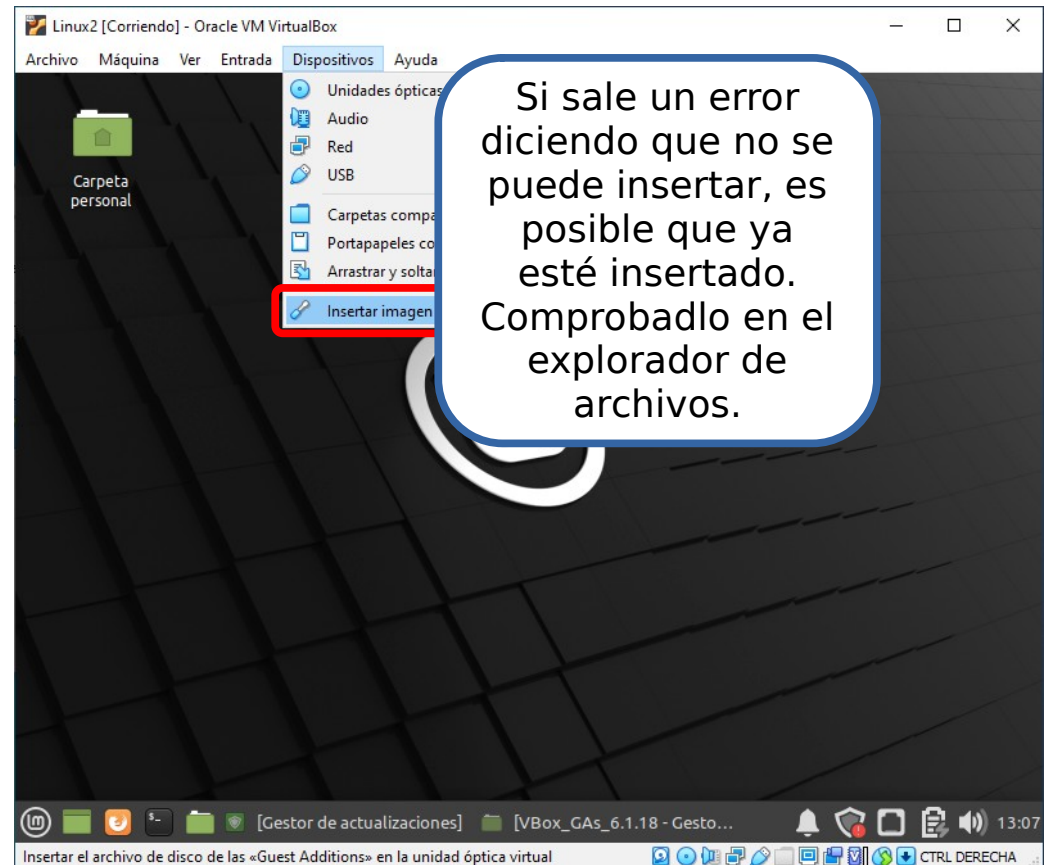 Linux2 [Corriendo] - Oracle VM VirtualBox
Archivo Máquina Ver Entrada Dispositivos Ayuda
Unidades ópticas
Audio
Red
USB
Carpetas compa
Portapapeles co
Arrastrar y solta
Insertar imagen
Carpeta
personal
Si sale un error
diciendo que no se
puede insertar, es
posible que ya
esté insertado.
Comprobadlo en el
explorador de
archivos.
[Gestor de actualizaciones] [VBox_GAs_6.1.18 - Gesto... 13:07
Insertar el archivo de disco de las «Guest Additions» en la unidad óptica virtual CTRL DERECHA